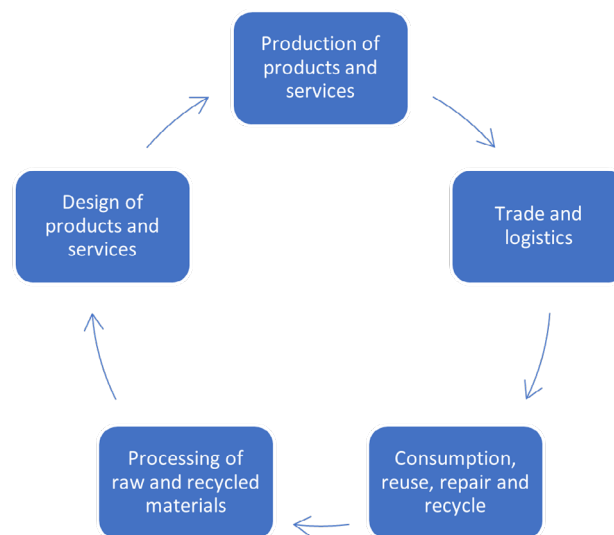 Production of
products and
services
Trade and
logistics
Consumption,
reuse, repair and
recycle
Processing of
raw and recycled
materials
Design of
products and
services